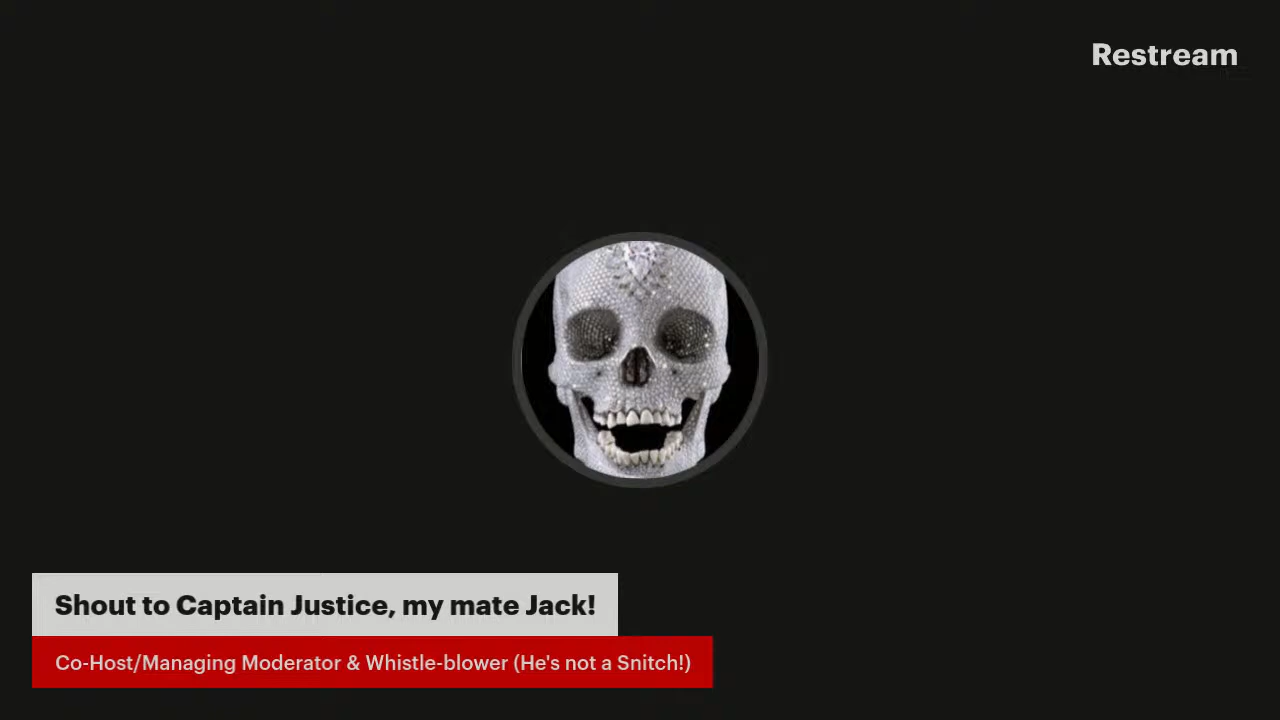 Restream
Shout to Captain Justice, my mate Jack!
Co-Host/Managing Moderator & Whistle-blower (He's not a Snitch!)